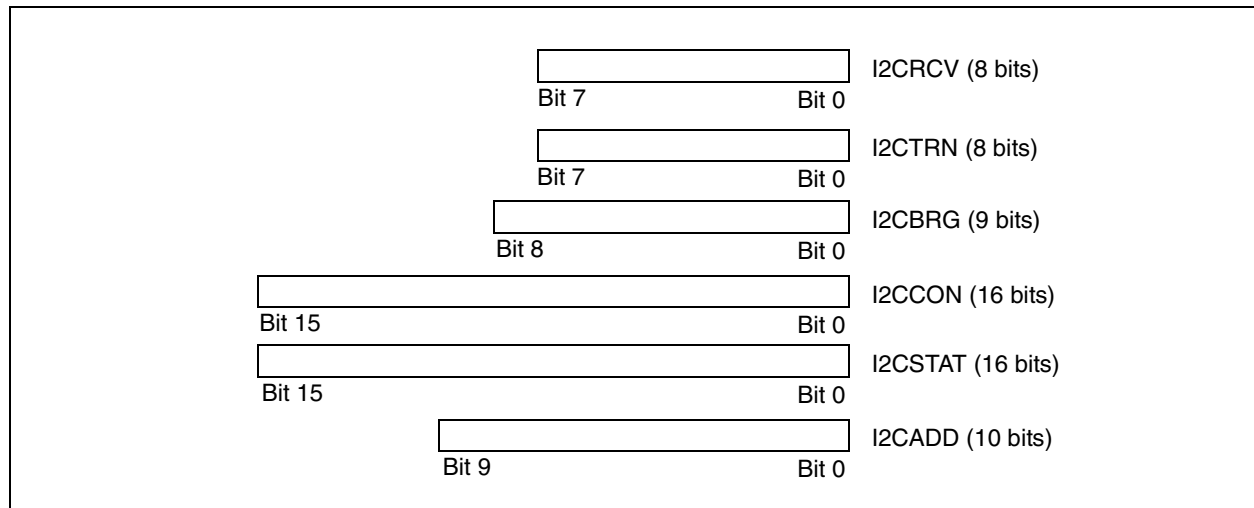 I2CRCV (8 bits)
Bit 7 Bit 0
I2CTRN (8 bits)
Bit 7 Bit 0
I2CBRG (9 bits)
Bit 8 Bit 0
I2CCON (16 bits)
Bit 15 Bit 0
I2CSTAT (16 bits)
Bit 15 Bit 0
I2CADD (10 bits)
Bit 9 Bit 0